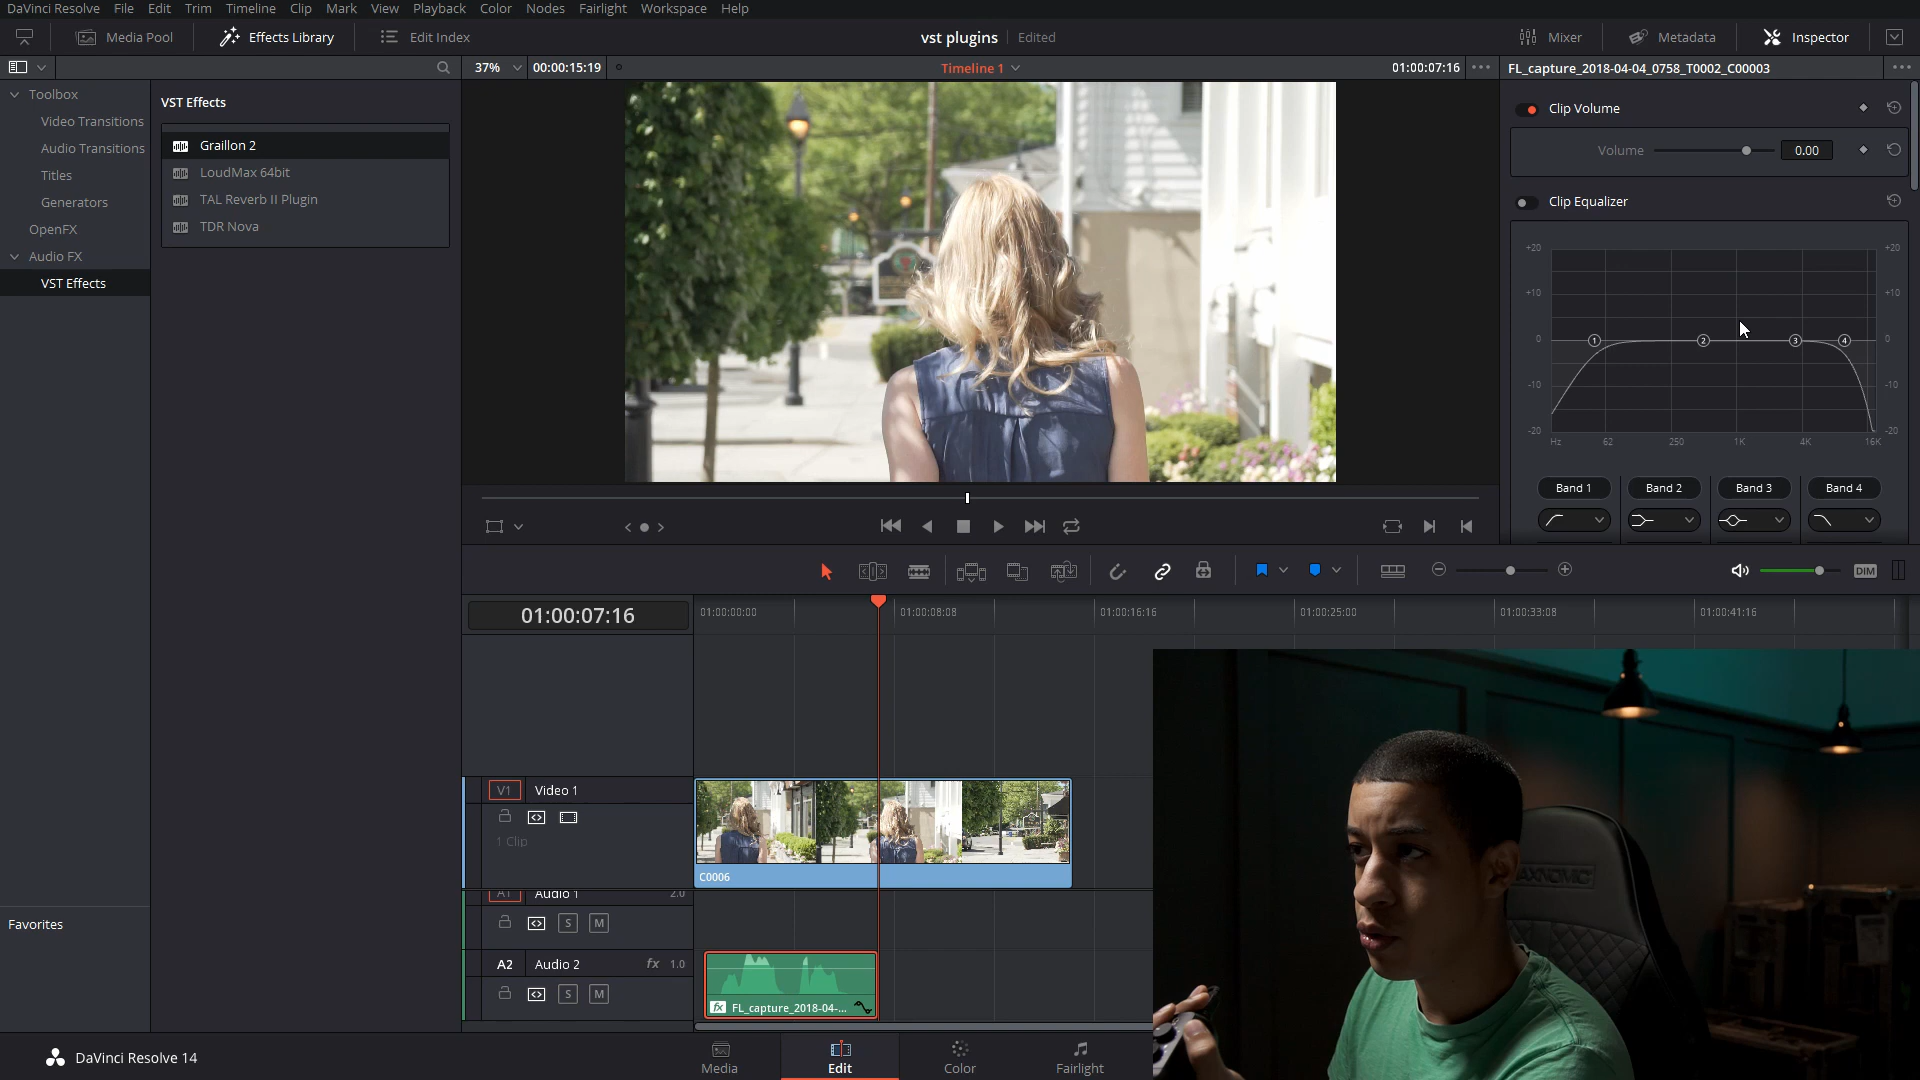 DaVinci Resolve File Edit Trim Timeline Clip Mark View Playback Color Nodes Fairlight Workspace Help
Media Pool Effects Library Edit Index vst plugins Edited Mixer Metadata Inspector
37% 00:00:15:19 Timeline 1 01:00:07:16 FL_capture_2018-04-04_0758_T0002_C00003
Toolbox
Video Transitions
Audio Transitions
Titles
Generators
OpenFX
Audio FX
VST Effects
Favorites
VST Effects
Graillon 2
LoudMax 64bit
TAL Reverb II Plugin
TDR Nova
Clip Volume
Volume 0.00
Clip Equalizer
+20 +20
+10 +10
0 1 2 3 4 0
-10 -10
-20 -20
Hz 62 250 1K 4K 16K
Band 1 Band 2 Band 3 Band 4
DIM
01:00:07:16 01:00:00:00 01:00:08:08 01:00:16:16 01:00:25:00 01:00:33:08 01:00:41:16
V1 Video 1
1 Clip
C0006
A1 Audio 1 2.0
S M
A2 Audio 2 fx 1.0
S M
fx FL_capture_2018-04-...
DaVinci Resolve 14
Media Edit Color Fairlight